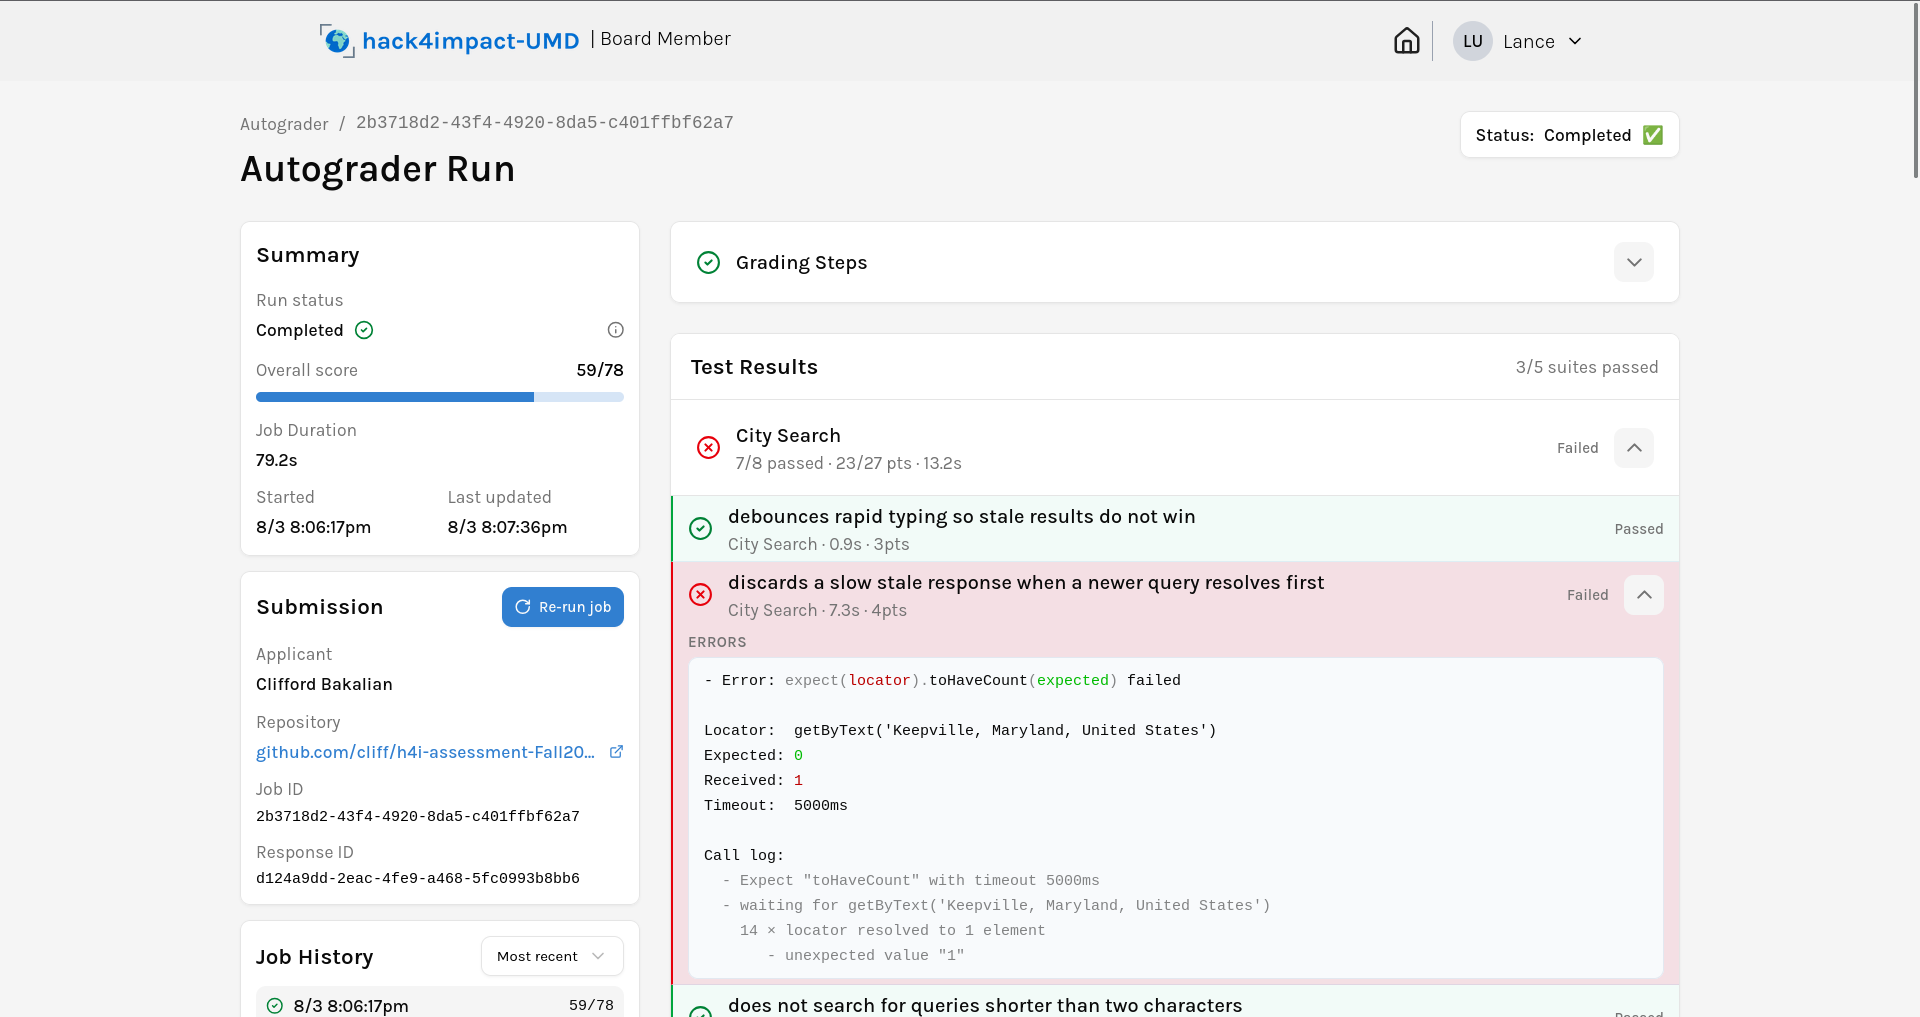 hack4impact-UMD | Board Member
LU Lance
Autograder / 2b3718d2-43f4-4920-8da5-c401ffbf62a7
Status: Completed ✅
Autograder Run
Summary
Run status
Completed
Overall score 59/78
Job Duration
79.2s
Started Last updated
8/3 8:06:17pm 8/3 8:07:36pm
Submission
Re-run job
Applicant
Clifford Bakalian
Repository
github.com/cliff/h4i-assessment-Fall20...
Job ID
2b3718d2-43f4-4920-8da5-c401ffbf62a7
Response ID
d124a9dd-2eac-4fe9-a468-5fc0993b8bb6
Job History
Most recent
8/3 8:06:17pm 59/78
Grading Steps
Test Results 3/5 suites passed
City Search
7/8 passed · 23/27 pts · 13.2s
Failed
debounces rapid typing so stale results do not win
City Search · 0.9s · 3pts
Passed
discards a slow stale response when a newer query resolves first
City Search · 7.3s · 4pts
Failed
ERRORS
- Error: expect(locator).toHaveCount(expected) failed
Locator:  getByText('Keepville, Maryland, United States')
Expected: 0
Received: 1
Timeout:  5000ms
Call log:
- Expect "toHaveCount" with timeout 5000ms
- waiting for getByText('Keepville, Maryland, United States')
14 × locator resolved to 1 element
- unexpected value "1"
does not search for queries shorter than two characters
Passed